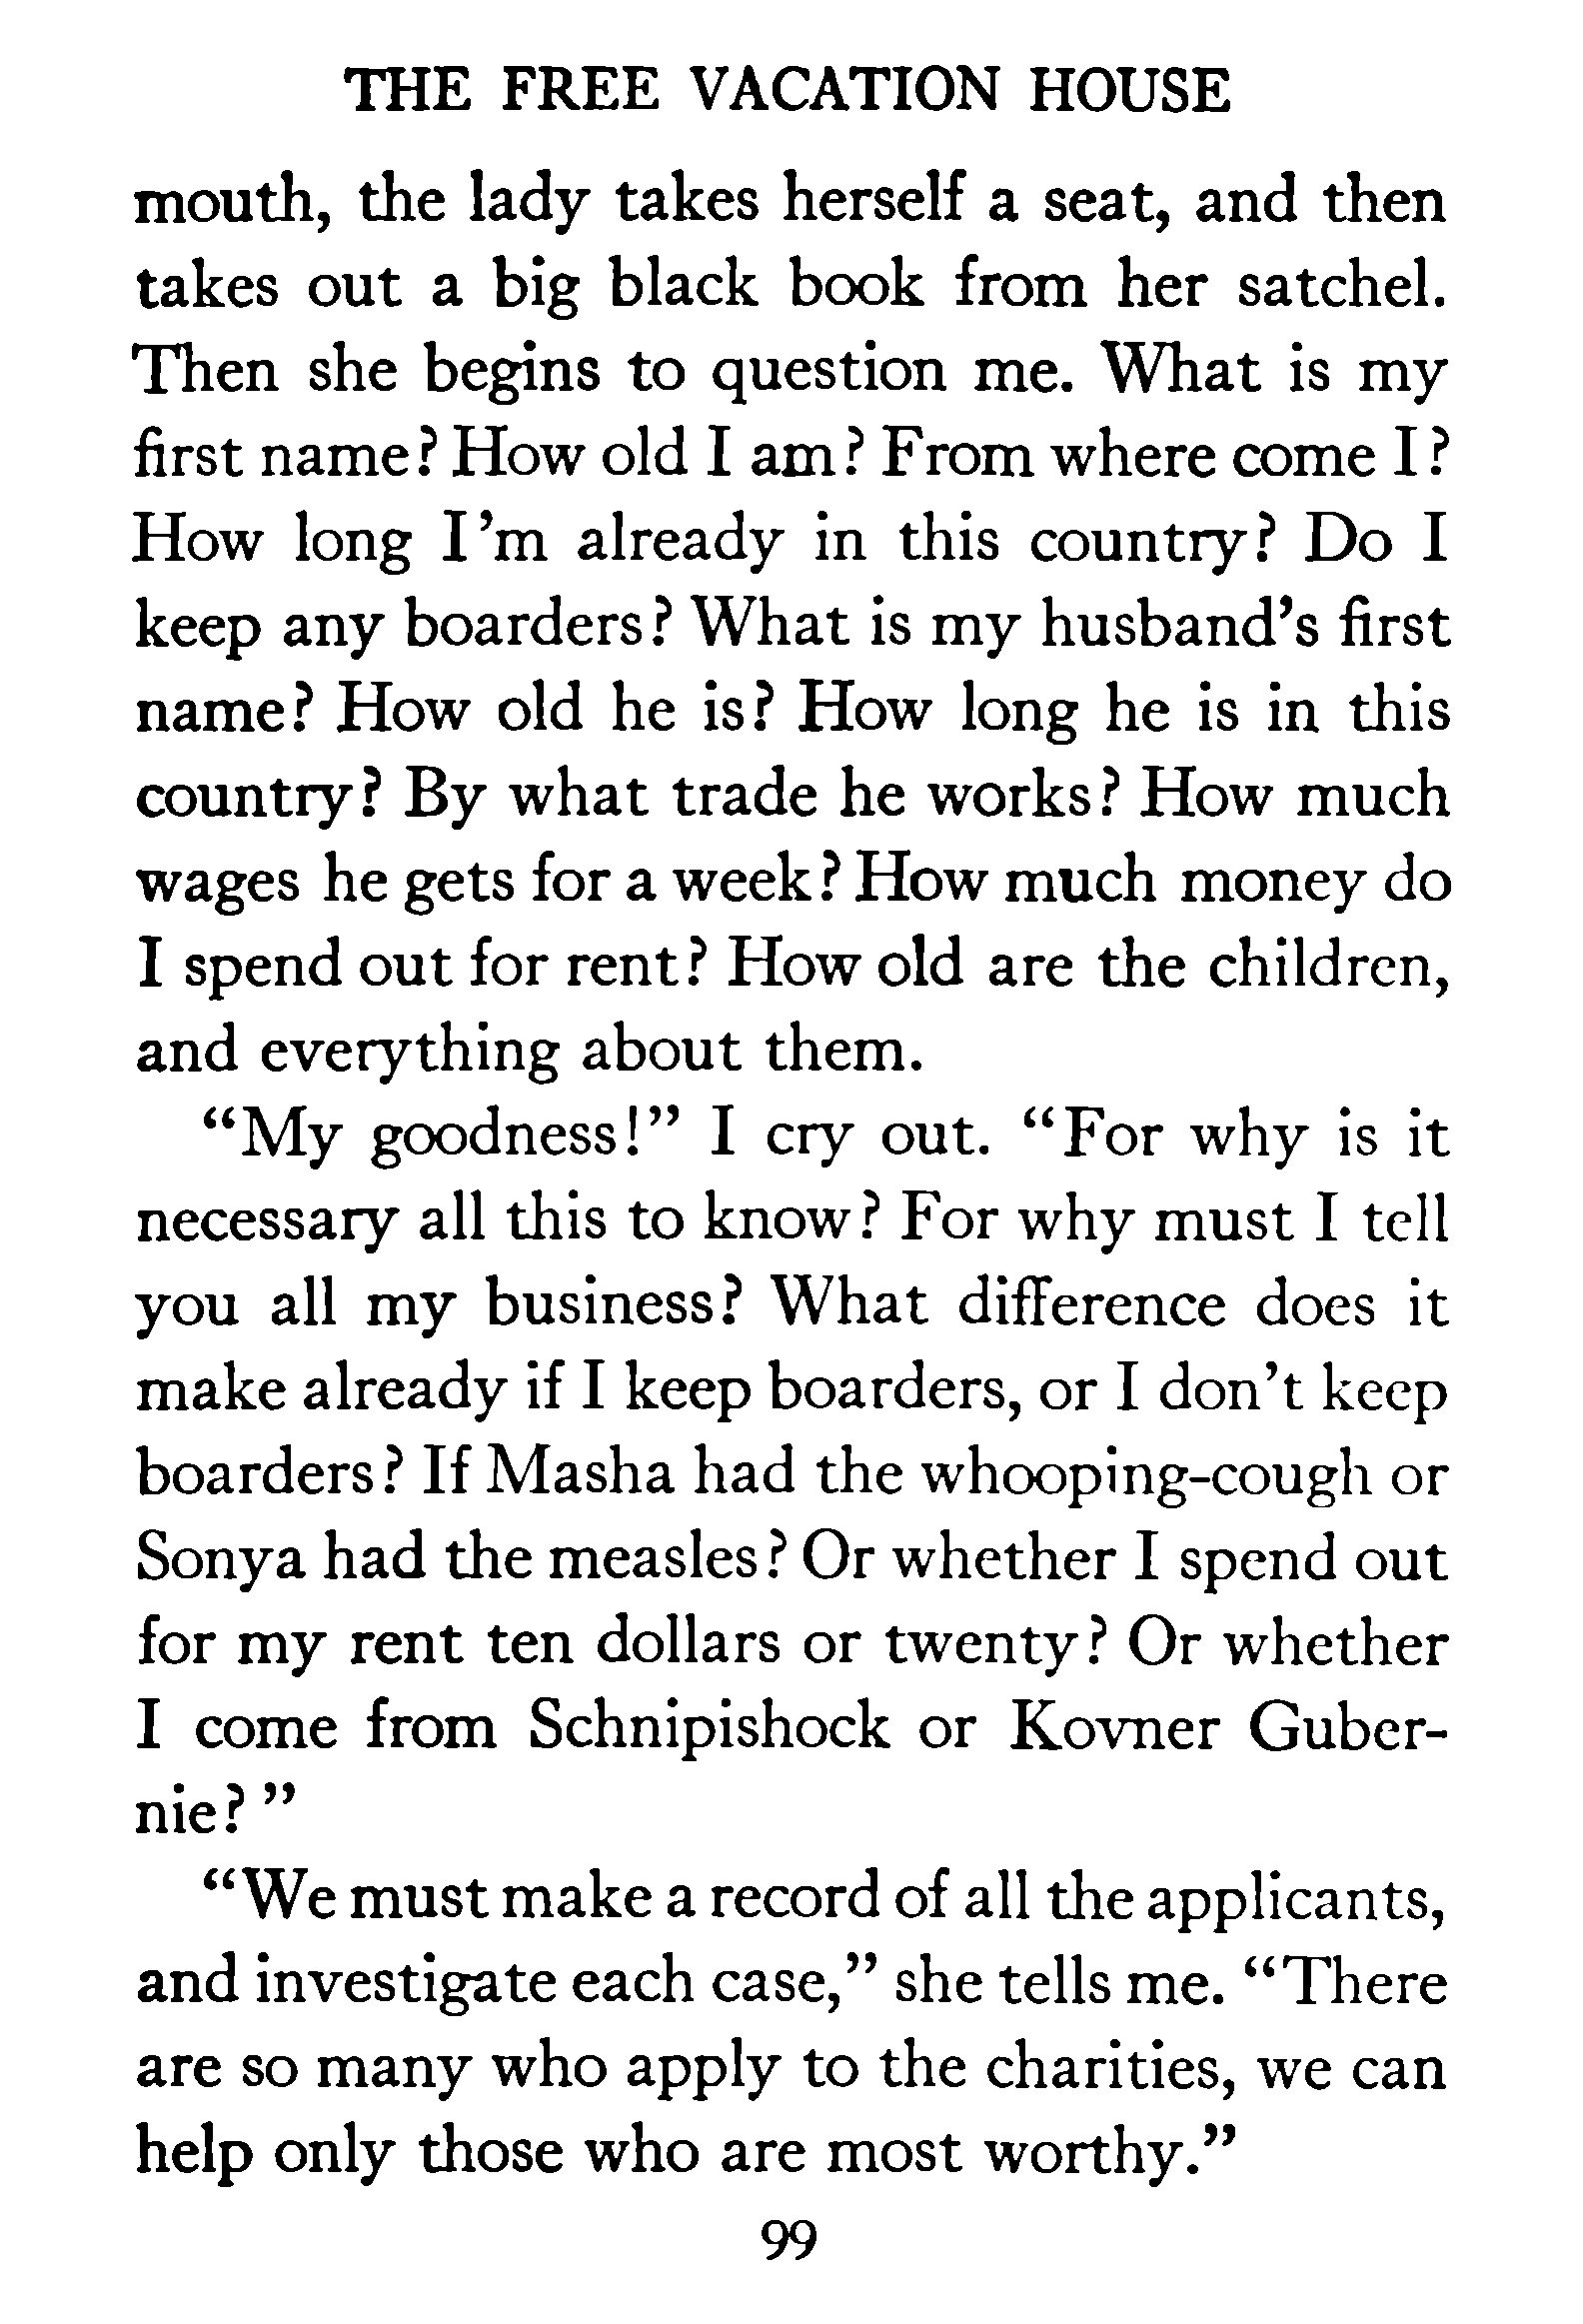 THE FREE VACATION HOUSE
mouth, the lady takes herself a seat, and then
takes out a big black book from her satchel.
Then she begins to question me. What is my
first name? How old I am? From where come I?
How long I'm already in this country? Do I
keep any boarders? What is my husband's first
name? How old he is? How long he is in this
country? By what trade he works? How much
wages he gets for a week? How much money do
I spend out for rent? How old are the children,
and everything about them.
“My goodness!” I cry out. “For why is it
necessary all this to know? For why must I tell
you all my business? What difference does it
make already if I keep boarders, or I don't keep
boarders? If Masha had the whooping-cough or
Sonya had the measles? Or whether I spend out
for my rent ten dollars or twenty? Or whether
I come from Schnipishock or Kovner Guber-
nie?”
“We must make a record of all the applicants,
and investigate each case,” she tells me. “There
are so many who apply to the charities, we can
help only those who are most worthy.”
99